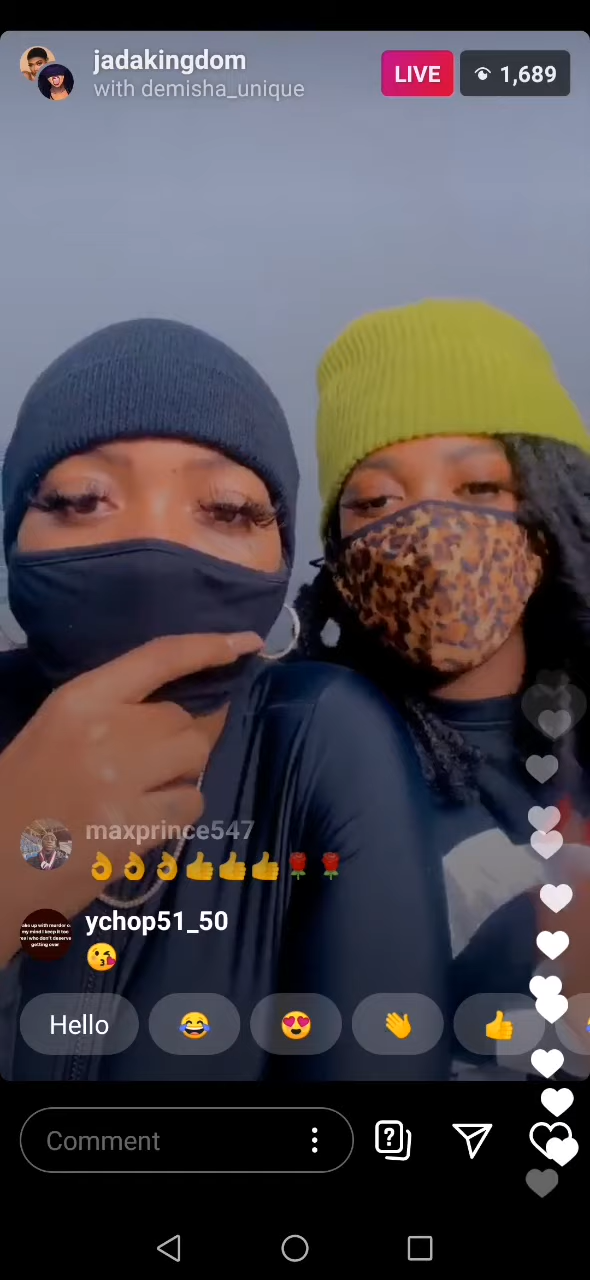 jadakingdom
with demisha_unique
LIVE
1,689
maxprince547
👌👌👌👍👍👍🌹🌹
ychop51_50
😘
Hello 😂 😍 👋 👍
Comment